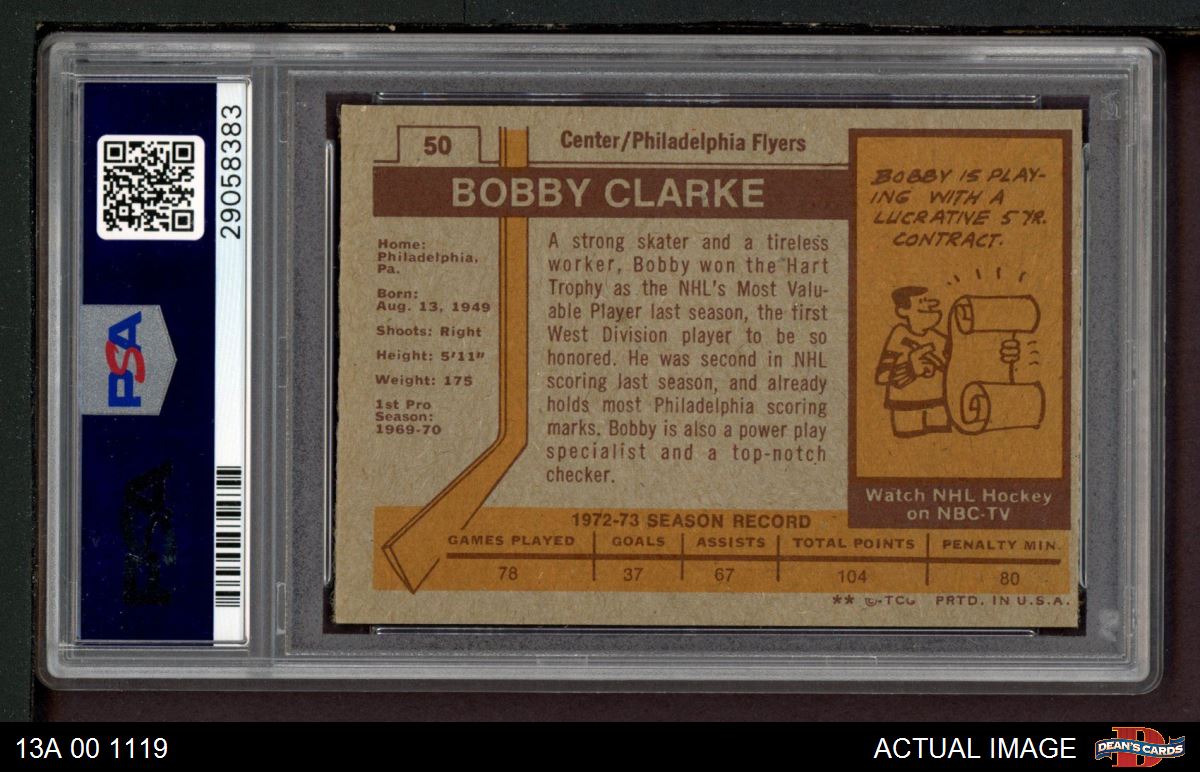 29058383
PSA
PSA
50
Center/Philadelphia Flyers
BOBBY CLARKE
Home:
Philadelphia,
Pa.
Born:
Aug. 13, 1949
Shoots: Right
Height: 5'11"
Weight: 175
1st Pro
Season:
1969-70
A strong skater and a tireless
worker, Bobby won the Hart
Trophy as the NHL's Most Valu-
able Player last season, the first
West Division player to be so
honored. He was second in NHL
scoring last season, and already
holds most Philadelphia scoring
marks. Bobby is also a power play
specialist and a top-notch
checker.
BOBBY IS PLAY-
ING WITH A
LUCRATIVE 5 YR.
CONTRACT.
Watch NHL Hockey
on NBC-TV
1972-73 SEASON RECORD
GAMES PLAYED GOALS ASSISTS TOTAL POINTS PENALTY MIN.
78 37 67 104 80
** © T.C.G. PRTD. IN U.S.A.
13A 00 1119
ACTUAL IMAGE
DEAN'S CARDS